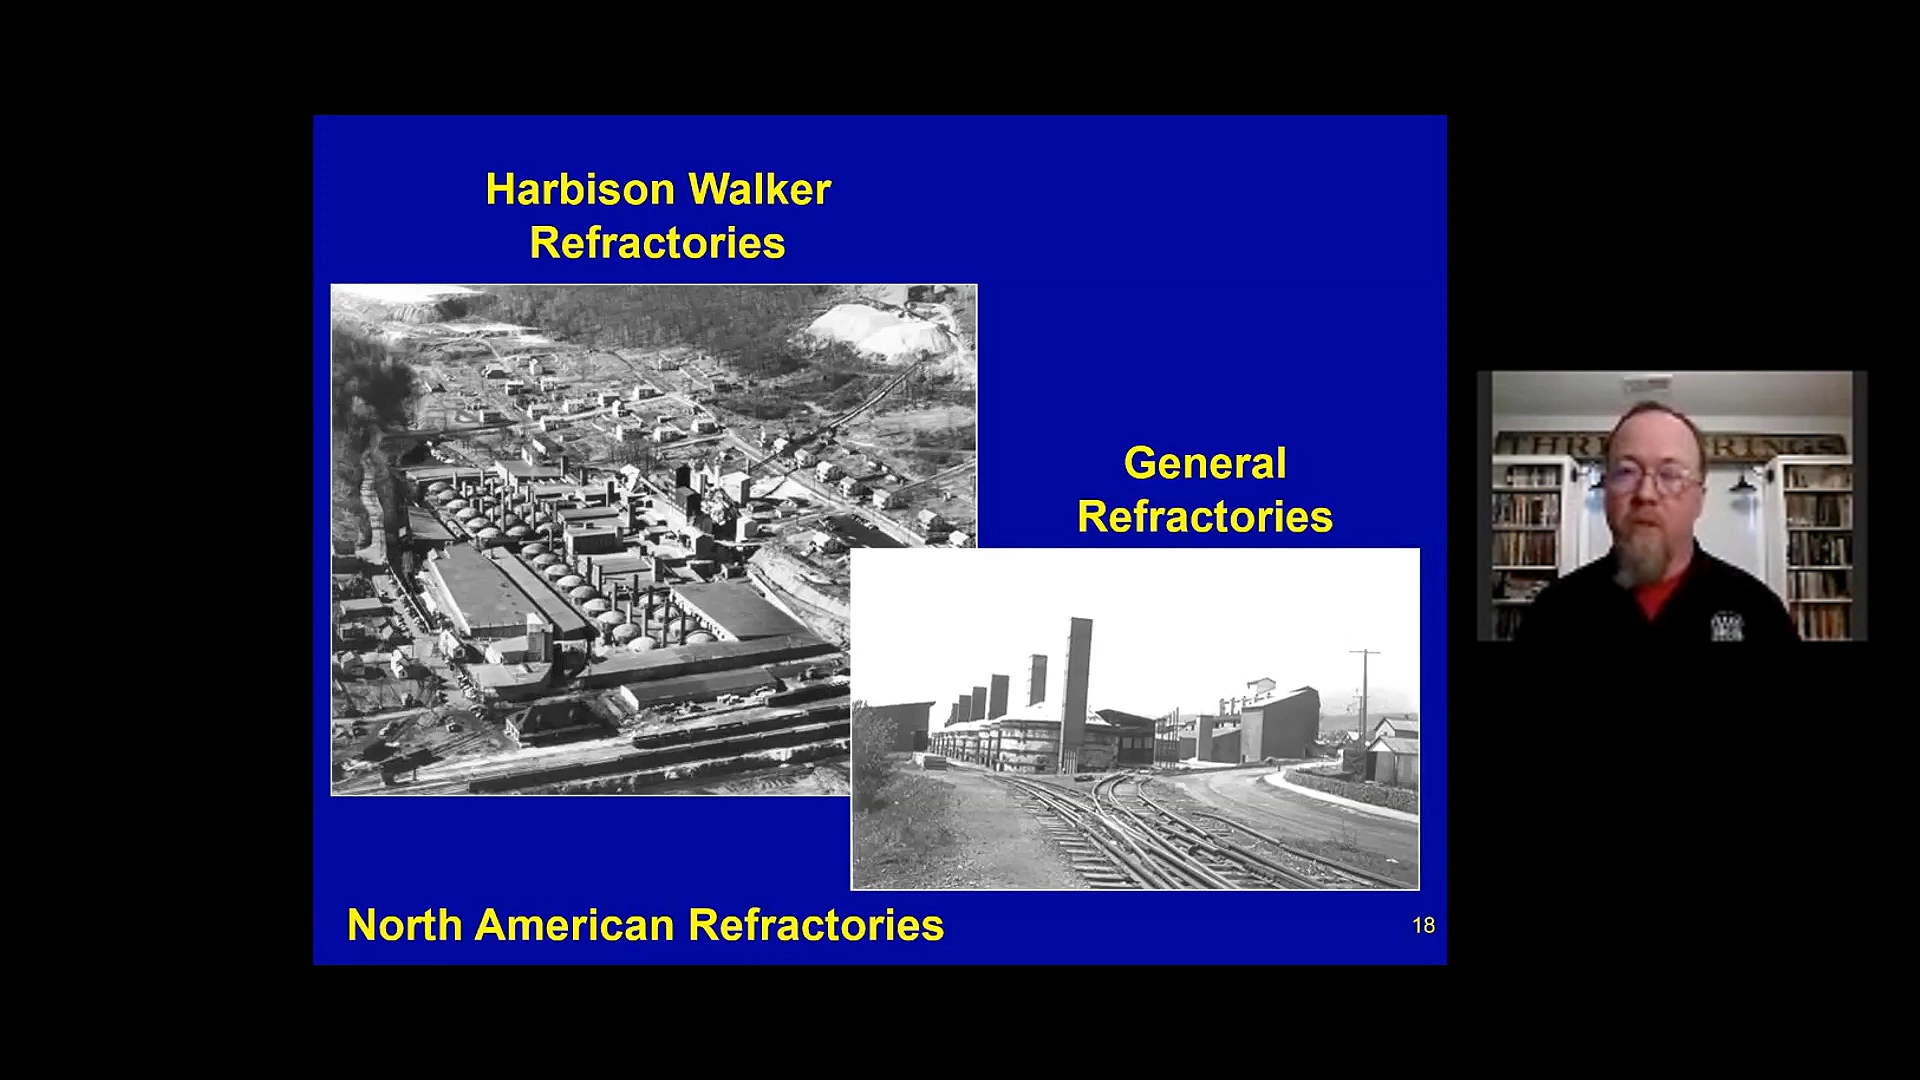 Harbison Walker
Refractories
General
Refractories
North American Refractories
18